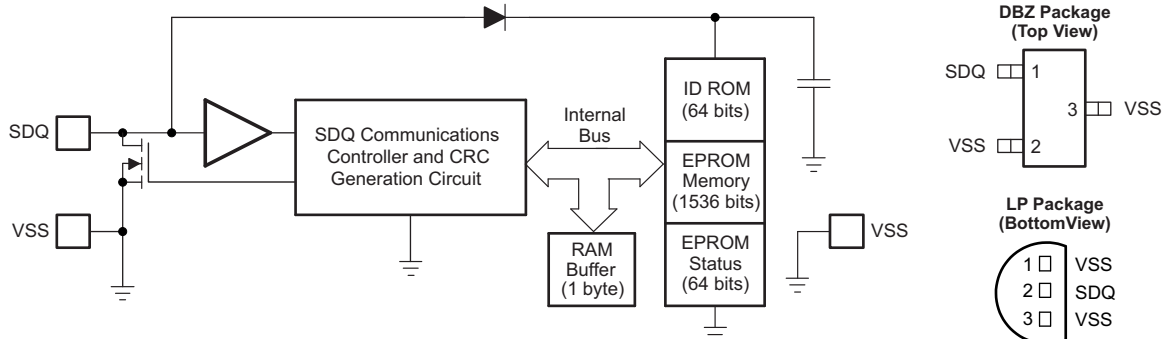 SDQ
VSS
SDQ Communications
Controller and CRC
Generation Circuit
Internal
Bus
RAM
Buffer
(1 byte)
ID ROM
(64 bits)
EPROM
Memory
(1536 bits)
EPROM
Status
(64 bits)
VSS
DBZ Package
(Top View)
SDQ 1
3 VSS
VSS 2
LP Package
(BottomView)
1 VSS
2 SDQ
3 VSS